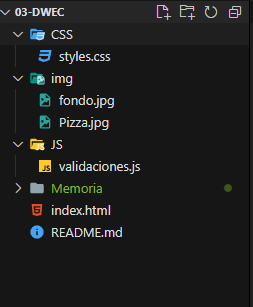 03-DWEC
CSS
styles.css
img
fondo.jpg
Pizza.jpg
JS
validaciones.js
Memoria
index.html
README.md